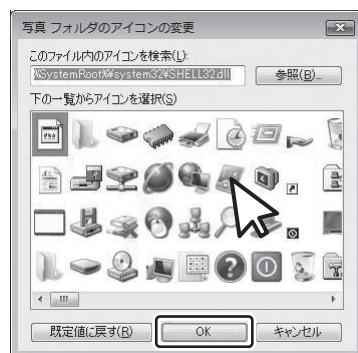 写真 フォルダのアイコンの変更
このファイル内のアイコンを検索(L):
%SystemRoot%¥system32¥SHELL32.dll
参照(B)...
下の一覧からアイコンを選択(S)
既定値に戻す(R)
OK
キャンセル